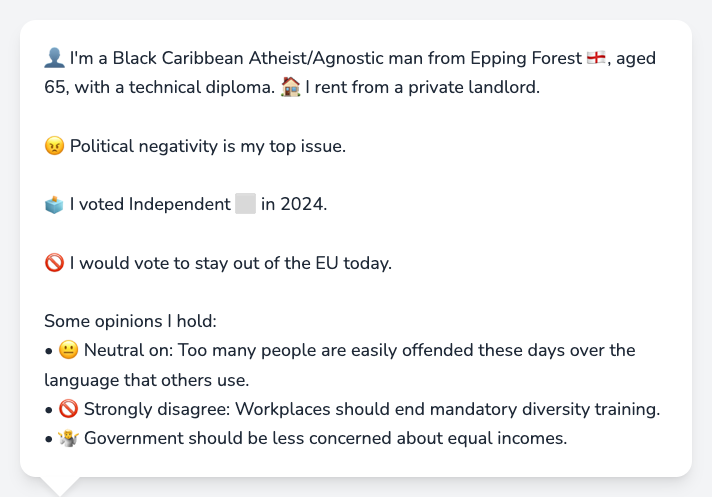 👤 I'm a Black Caribbean Atheist/Agnostic man from Epping Forest 🏴󠁧󠁢󠁥󠁮󠁧󠁿, aged
65, with a technical diploma. 🏠 I rent from a private landlord.
😠 Political negativity is my top issue.
🗳️ I voted Independent ⬜ in 2024.
🚫 I would vote to stay out of the EU today.
Some opinions I hold:
• 😐 Neutral on: Too many people are easily offended these days over the
language that others use.
• 🚫 Strongly disagree: Workplaces should end mandatory diversity training.
• 🤷 Government should be less concerned about equal incomes.